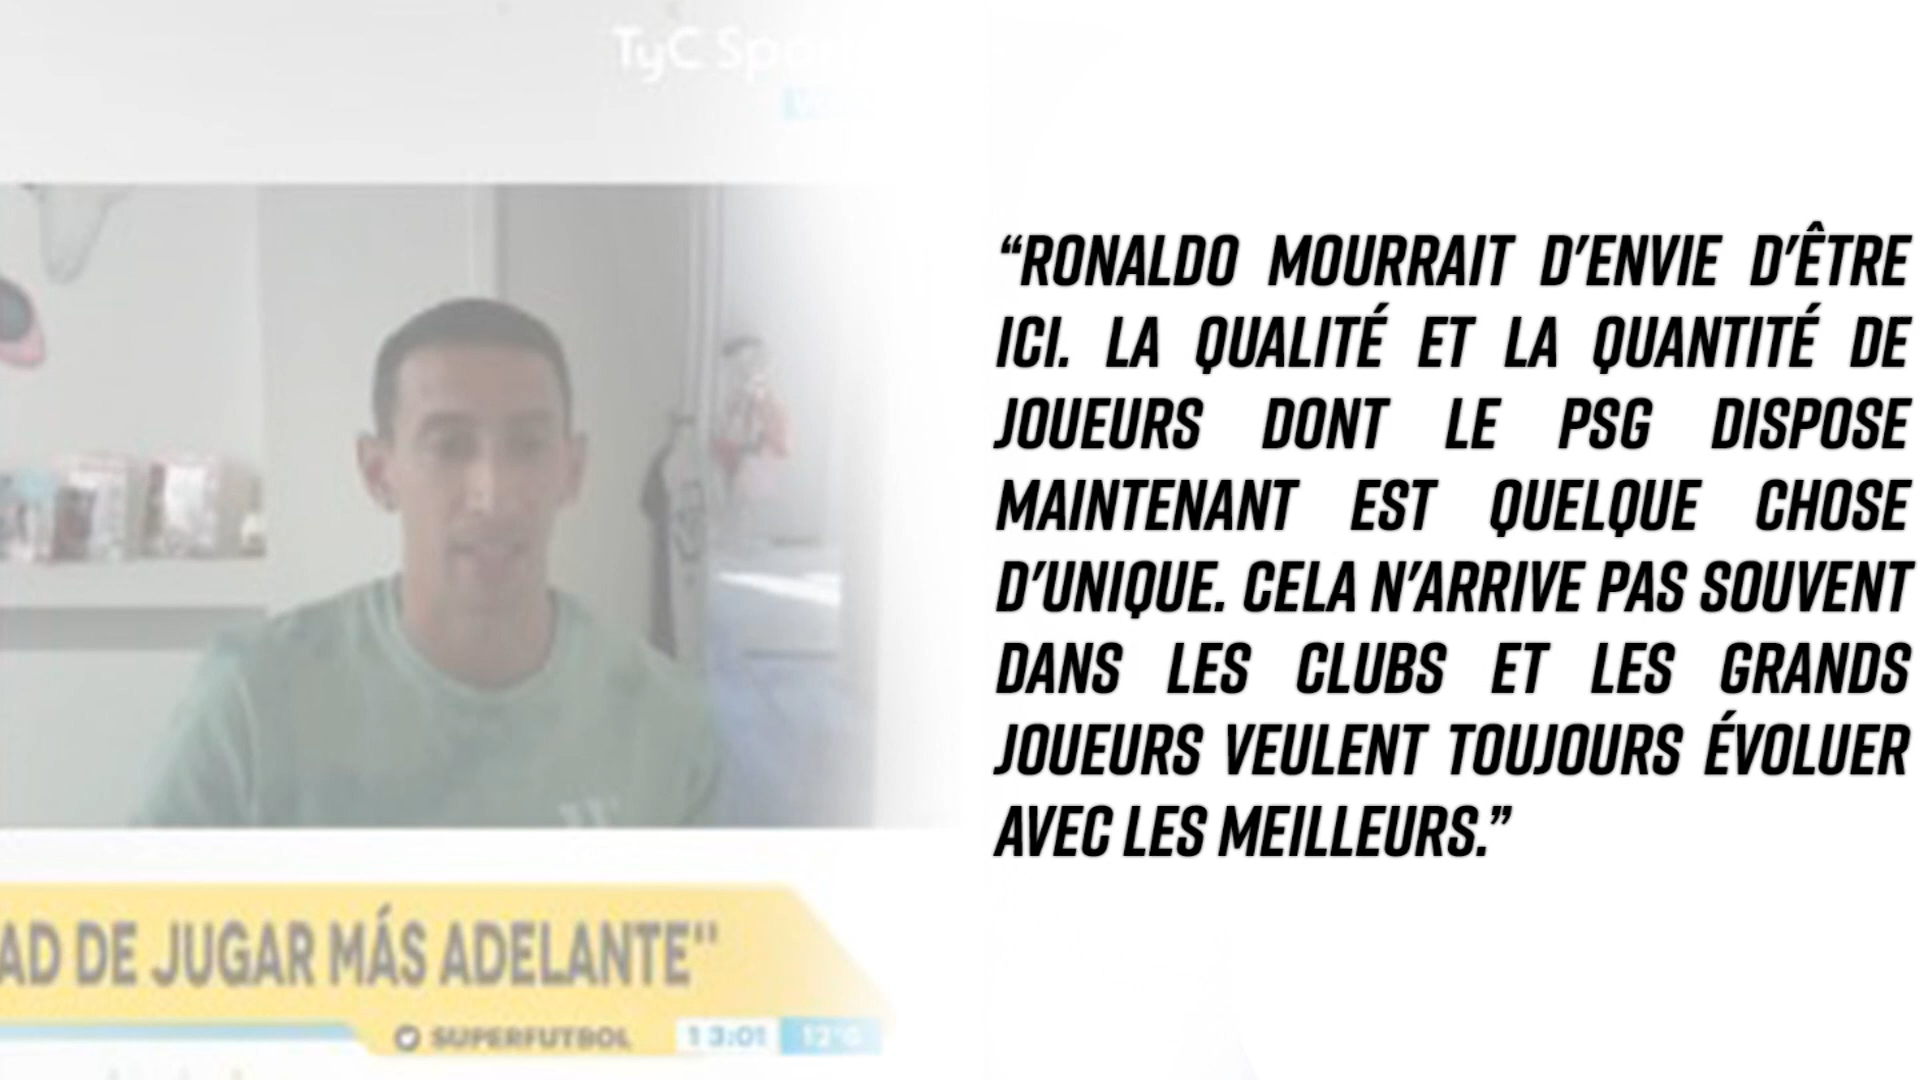 TyC Spo
“RONALDO MOURRAIT D'ENVIE D'ÊTRE
ICI. LA QUALITÉ ET LA QUANTITÉ DE
JOUEURS DONT LE PSG DISPOSE
MAINTENANT EST QUELQUE CHOSE
D'UNIQUE. CELA N'ARRIVE PAS SOUVENT
DANS LES CLUBS ET LES GRANDS
JOUEURS VEULENT TOUJOURS ÉVOLUER
AVEC LES MEILLEURS.”
AD DE JUGAR MÁS ADELANTE"
SUPERFUTBOL 13:01